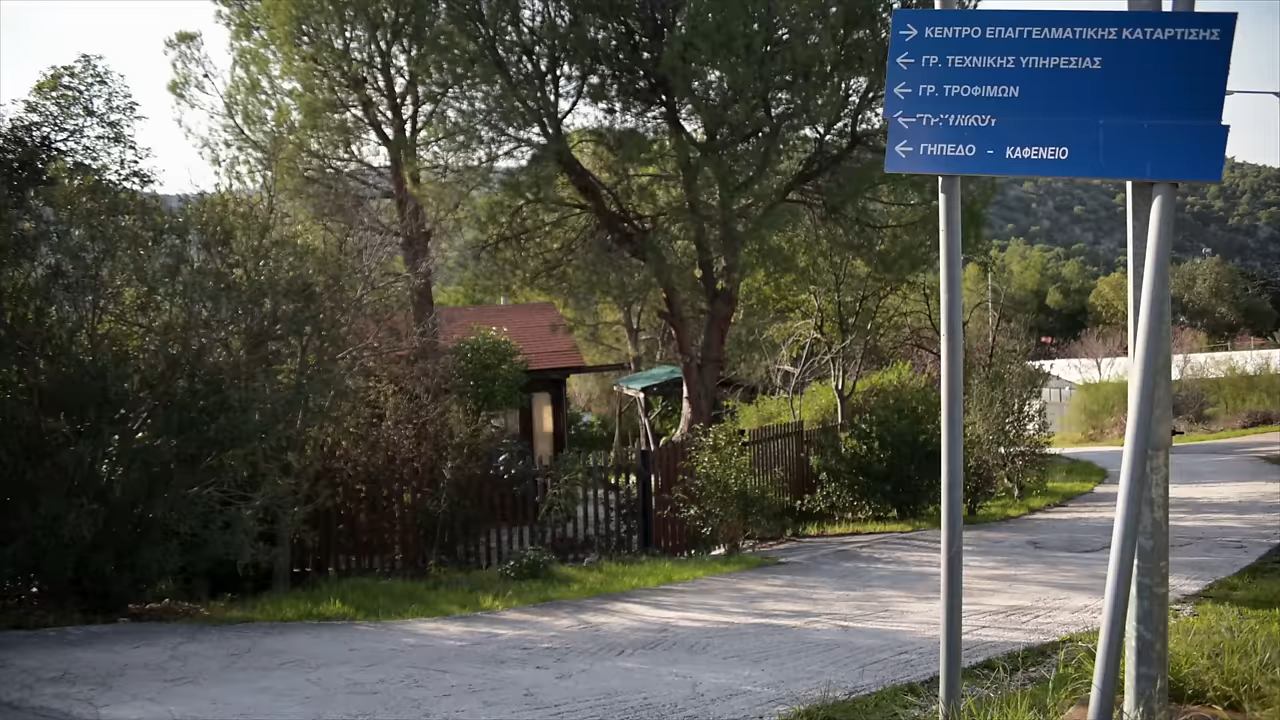 → ΚΕΝΤΡΟ ΕΠΑΓΓΕΛΜΑΤΙΚΗΣ ΚΑΤΑΡΤΙΣΗΣ
← ΓΡ. ΤΕΧΝΙΚΗΣ ΥΠΗΡΕΣΙΑΣ
← ΓΡ. ΤΡΟΦΙΜΩΝ
← ΓΗΠΕΔΟ - ΚΑΦΕΝΕΙΟ